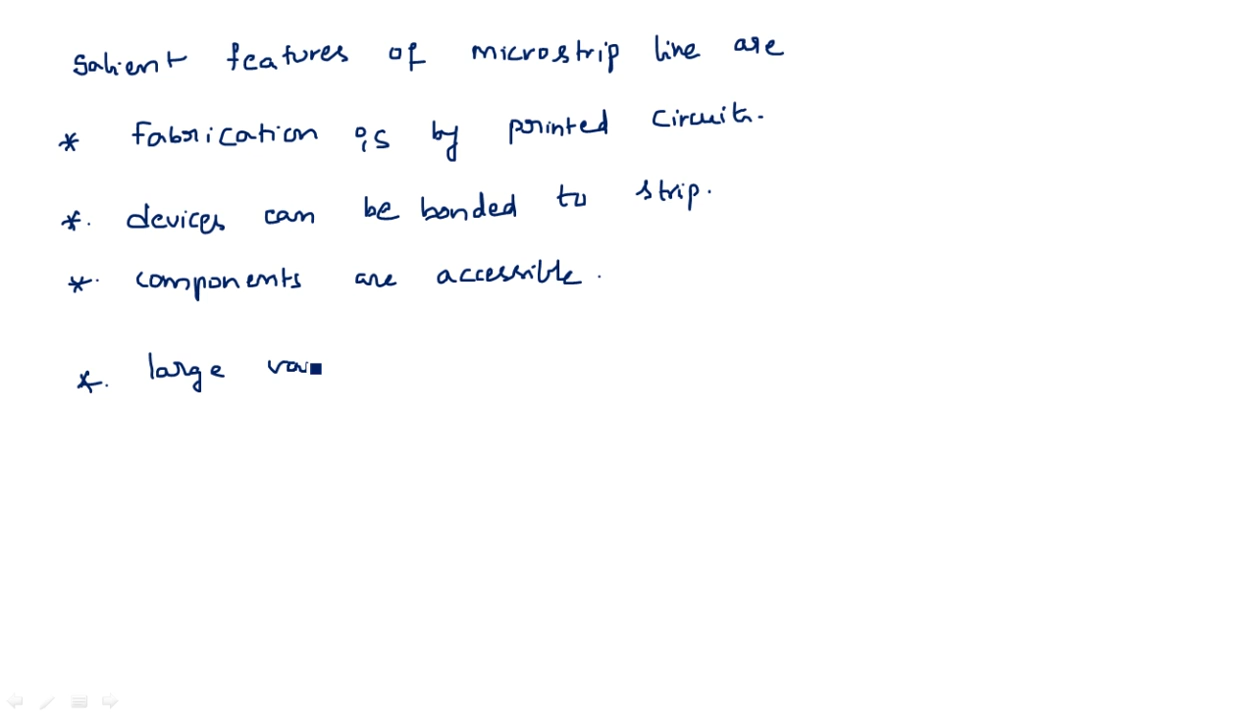 Salient features of microstrip line are
* Fabrication is by printed circuits.
*. devices can be bonded to strip.
*. components are accessible.
*. large